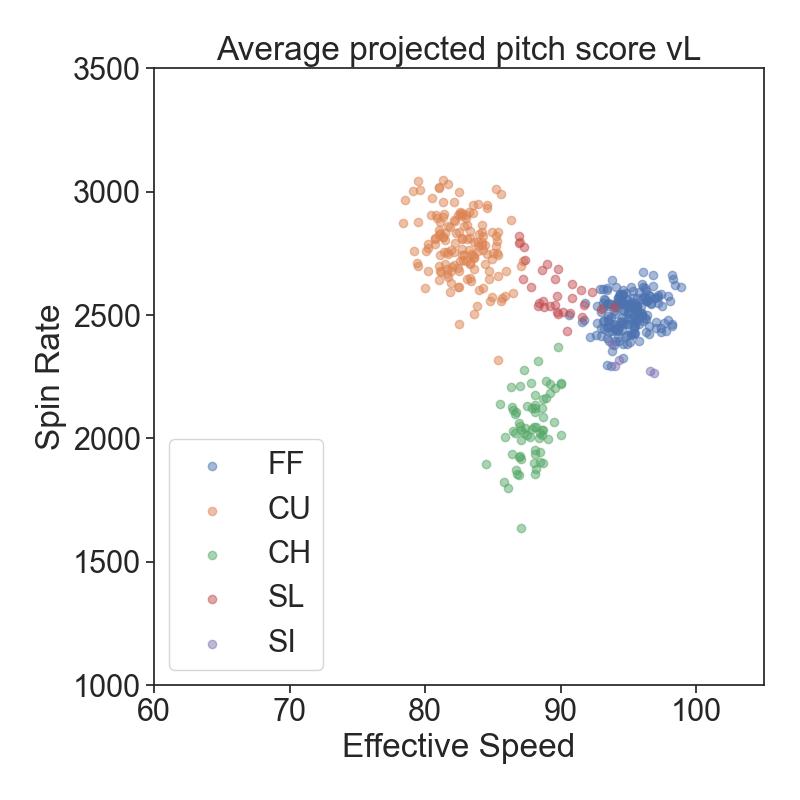 Average projected pitch score vL
3500
3000
2500
2000
1500
1000
Spin Rate
FF
CU
CH
SL
SI
60
70
80
90
100
Effective Speed